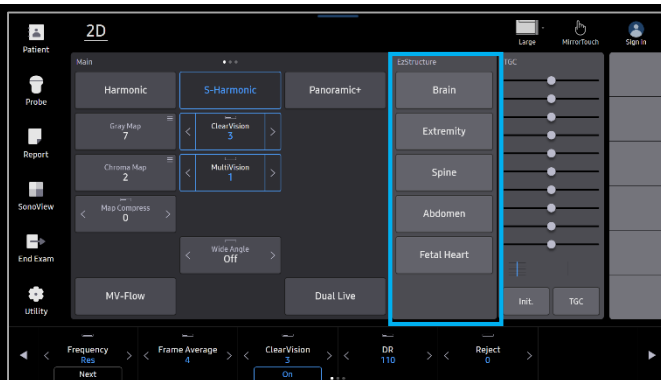 2D
Patient
Probe
Report
SonoView
End Exam
Utility
Large
MirrorTouch
Sign in
Main
Harmonic
S-Harmonic
Panoramic+
Gray Map
7
ClearVision
3
Chroma Map
2
MultiVision
1
Map Compress
0
Wide Angle
Off
MV-Flow
Dual Live
EzStructure
Brain
Extremity
Spine
Abdomen
Fetal Heart
TGC
Init.
TGC
Frequency
Res
Next
Frame Average
4
ClearVision
3
On
DR
110
Reject
0